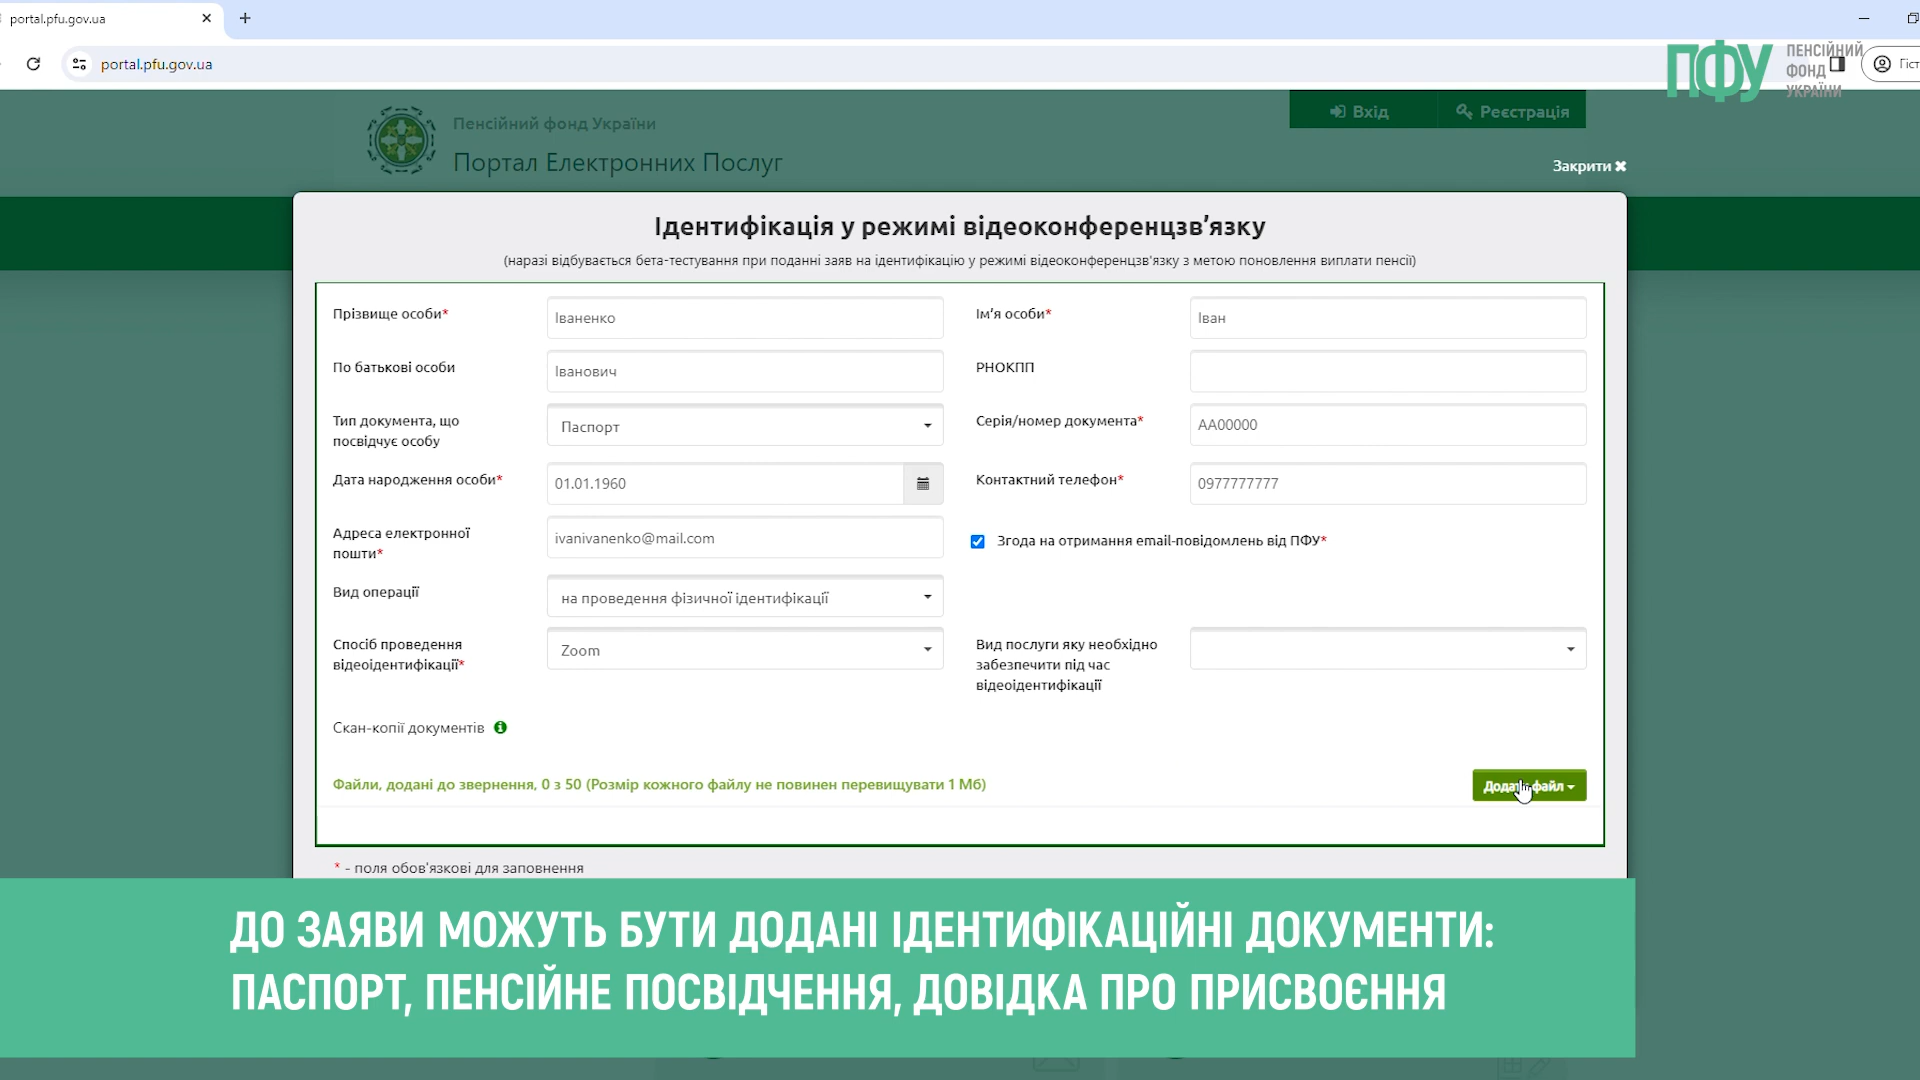 portal.pfu.gov.ua
portal.pfu.gov.ua
ПФУ
ПЕНСІЙНИЙ
ФОНД
УКРАЇНИ
Гіст
Пенсійний фонд України
Портал Електронних Послуг
Вхід
Реєстрація
Закрити
Ідентифікація у режимі відеоконференцзв’язку
(наразі відбувається бета-тестування при поданні заяв на ідентифікацію у режимі відеоконференцзв'язку з метою поновлення виплати пенсії)
Прізвище особи*
Іваненко
Ім'я особи*
Іван
По батькові особи
Іванович
РНОКПП
Тип документа, що
посвідчує особу
Паспорт
Серія/номер документа*
АА00000
Дата народження особи*
01.01.1960
Контактний телефон*
0977777777
Адреса електронної
пошти*
ivanivanenko@mail.com
Згода на отримання email-повідомлень від ПФУ*
Вид операції
на проведення фізичної ідентифікації
Спосіб проведення
відеоідентифікації*
Zoom
Вид послуги яку необхідно
забезпечити під час
відеоідентифікації
Скан-копії документів
Файли, додані до звернення, 0 з 50 (Розмір кожного файлу не повинен перевищувати 1 Мб)
Додати файл
* - поля обов'язкові для заповнення
ДО ЗАЯВИ МОЖУТЬ БУТИ ДОДАНІ ІДЕНТИФІКАЦІЙНІ ДОКУМЕНТИ:
ПАСПОРТ, ПЕНСІЙНЕ ПОСВІДЧЕННЯ, ДОВІДКА ПРО ПРИСВОЄННЯ